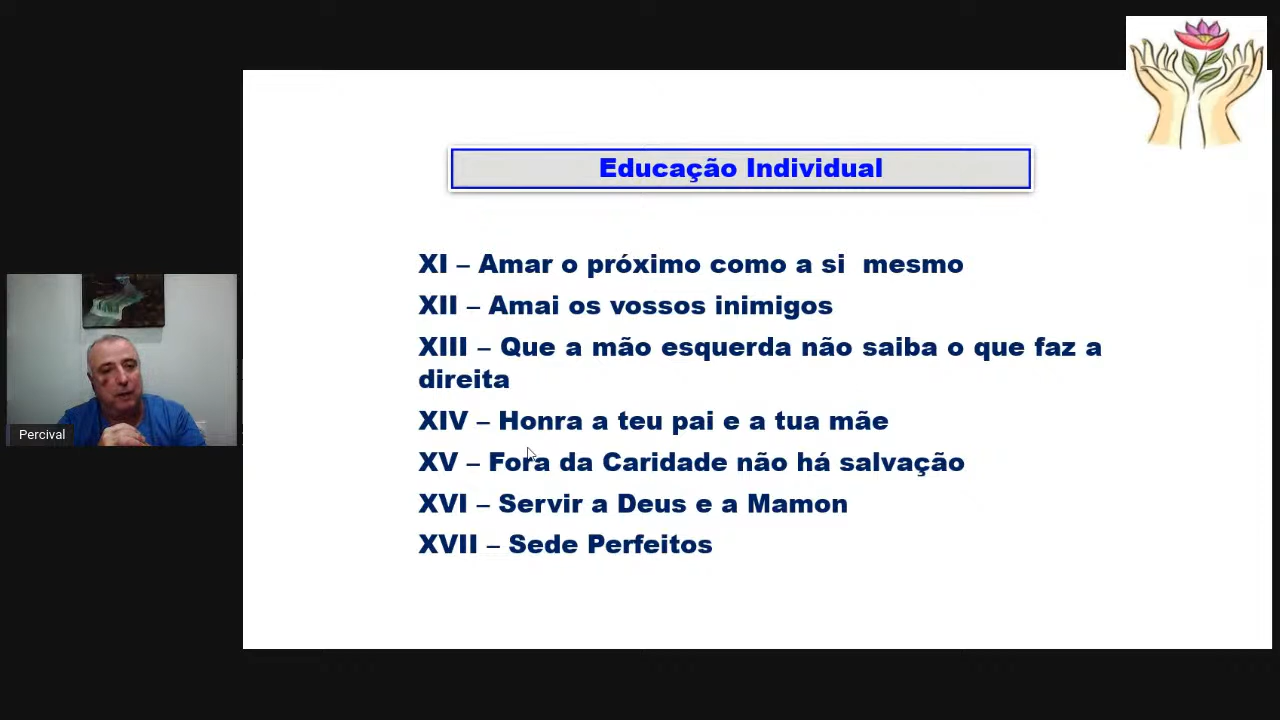 Educação Individual
XI – Amar o próximo como a si  mesmo
XII – Amai os vossos inimigos
XIII – Que a mão esquerda não saiba o que faz a
direita
XIV – Honra a teu pai e a tua mãe
XV – Fora da Caridade não há salvação
XVI – Servir a Deus e a Mamon
XVII – Sede Perfeitos
Percival